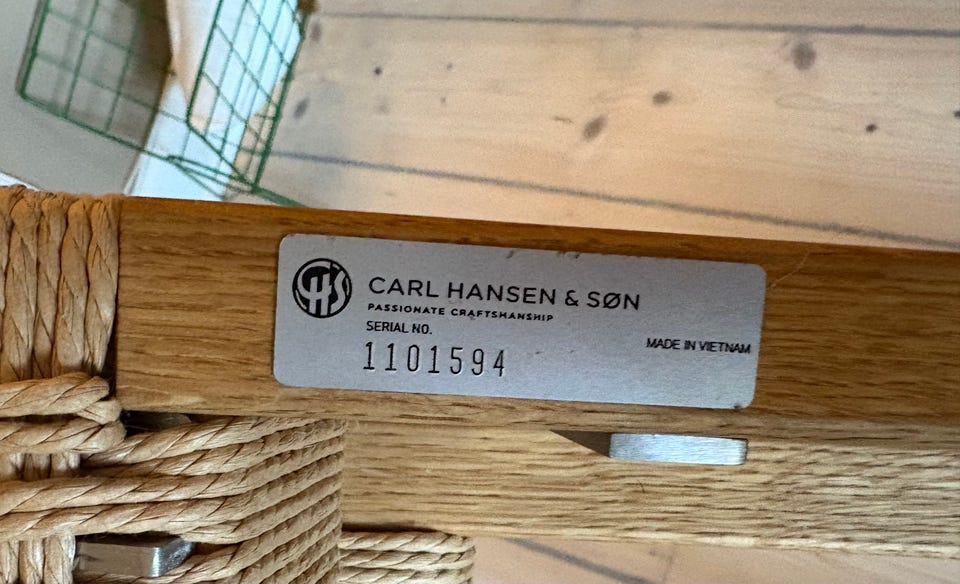 CHS
CARL HANSEN & SØN
PASSIONATE CRAFTSMANSHIP
SERIAL NO.
1101594
MADE IN VIETNAM